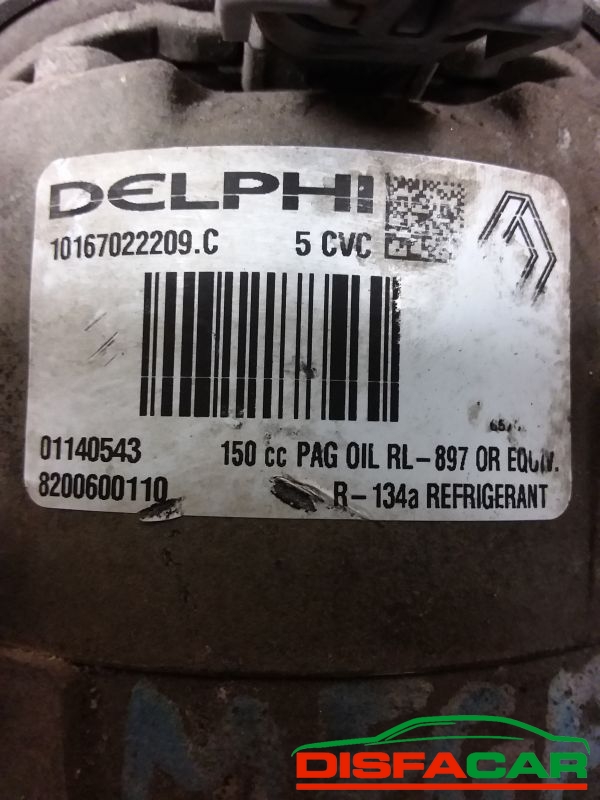 DELPHI
10167022209.C 5 CVC
01140543 150 cc PAG OIL RL-897 OR EQUIV.
8200600110 R-134a REFRIGERANT
DISFACAR